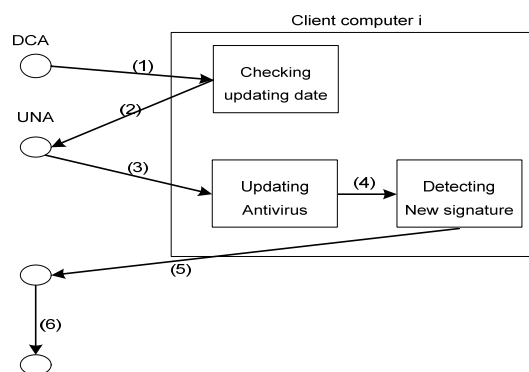 Client computer i
DCA
(1)
Checking
updating date
(2)
UNA
(3)
Updating
Antivirus
(4)
Detecting
New signature
(5)
(6)